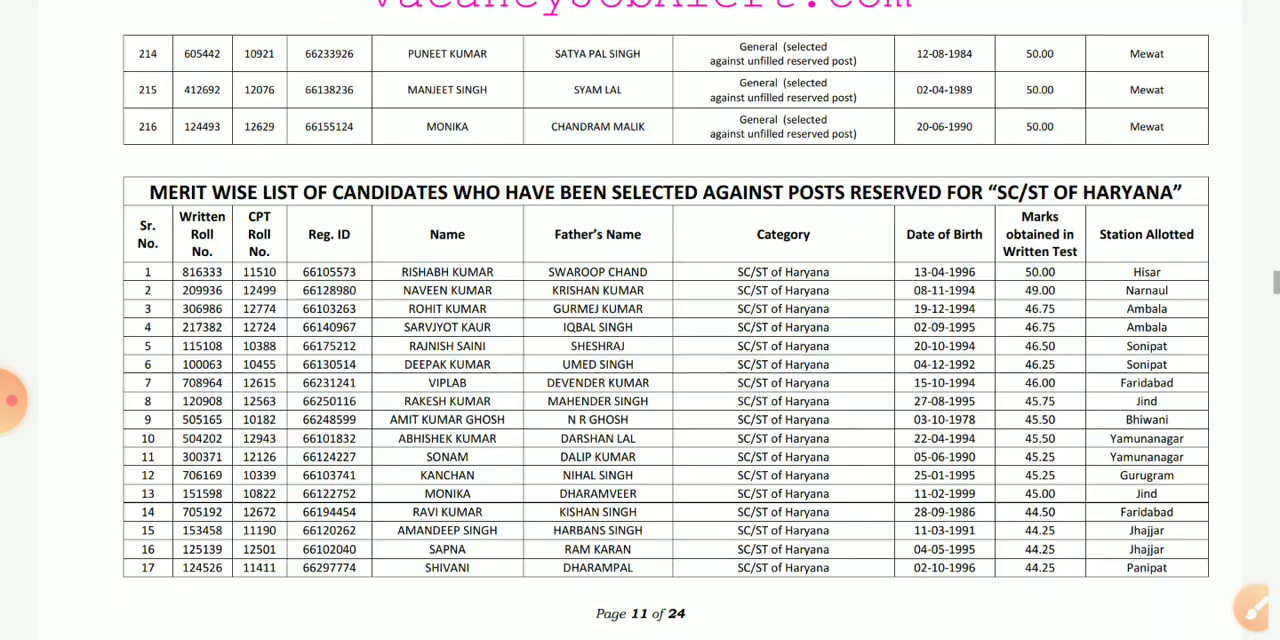 vacancyjobalert.com
214 605442 10921 66233926 PUNEET KUMAR SATYA PAL SINGH General (selected against unfilled reserved post) 12-08-1984 50.00 Mewat
215 412692 12076 66138236 MANJEET SINGH SYAM LAL General (selected against unfilled reserved post) 02-04-1989 50.00 Mewat
216 124493 12629 66155124 MONIKA CHANDRAM MALIK General (selected against unfilled reserved post) 20-06-1990 50.00 Mewat
MERIT WISE LIST OF CANDIDATES WHO HAVE BEEN SELECTED AGAINST POSTS RESERVED FOR “SC/ST OF HARYANA”
Sr. No. Written Roll No. CPT Roll No. Reg. ID Name Father’s Name Category Date of Birth Marks obtained in Written Test Station Allotted
1 816333 11510 66105573 RISHABH KUMAR SWAROOP CHAND SC/ST of Haryana 13-04-1996 50.00 Hisar
2 209936 12499 66128980 NAVEEN KUMAR KRISHAN KUMAR SC/ST of Haryana 08-11-1994 49.00 Narnaul
3 306986 12774 66103263 ROHIT KUMAR GURMEJ KUMAR SC/ST of Haryana 19-12-1994 46.75 Ambala
4 217382 12724 66140967 SARVJYOT KAUR IQBAL SINGH SC/ST of Haryana 02-09-1995 46.75 Ambala
5 115108 10388 66175212 RAJNISH SAINI SHESHRAJ SC/ST of Haryana 20-10-1994 46.50 Sonipat
6 100063 10455 66130514 DEEPAK KUMAR UMED SINGH SC/ST of Haryana 04-12-1992 46.25 Sonipat
7 708964 12615 66231241 VIPLAB DEVENDER KUMAR SC/ST of Haryana 15-10-1994 46.00 Faridabad
8 120908 12563 66250116 RAKESH KUMAR MAHENDER SINGH SC/ST of Haryana 27-08-1995 45.75 Jind
9 505165 10182 66248599 AMIT KUMAR GHOSH N R GHOSH SC/ST of Haryana 03-10-1978 45.50 Bhiwani
10 504202 12943 66101832 ABHISHEK KUMAR DARSHAN LAL SC/ST of Haryana 22-04-1994 45.50 Yamunanagar
11 300371 12126 66124227 SONAM DALIP KUMAR SC/ST of Haryana 05-06-1990 45.25 Yamunanagar
12 706169 10339 66103741 KANCHAN NIHAL SINGH SC/ST of Haryana 25-01-1995 45.25 Gurugram
13 151598 10822 66122752 MONIKA DHARAMVEER SC/ST of Haryana 11-02-1999 45.00 Jind
14 705192 12672 66194454 RAVI KUMAR KISHAN SINGH SC/ST of Haryana 28-09-1986 44.50 Faridabad
15 153458 11190 66120262 AMANDEEP SINGH HARBANS SINGH SC/ST of Haryana 11-03-1991 44.25 Jhajjar
16 125139 12501 66102040 SAPNA RAM KARAN SC/ST of Haryana 04-05-1995 44.25 Jhajjar
17 124526 11411 66297774 SHIVANI DHARAMPAL SC/ST of Haryana 02-10-1996 44.25 Panipat
Page 11 of 24